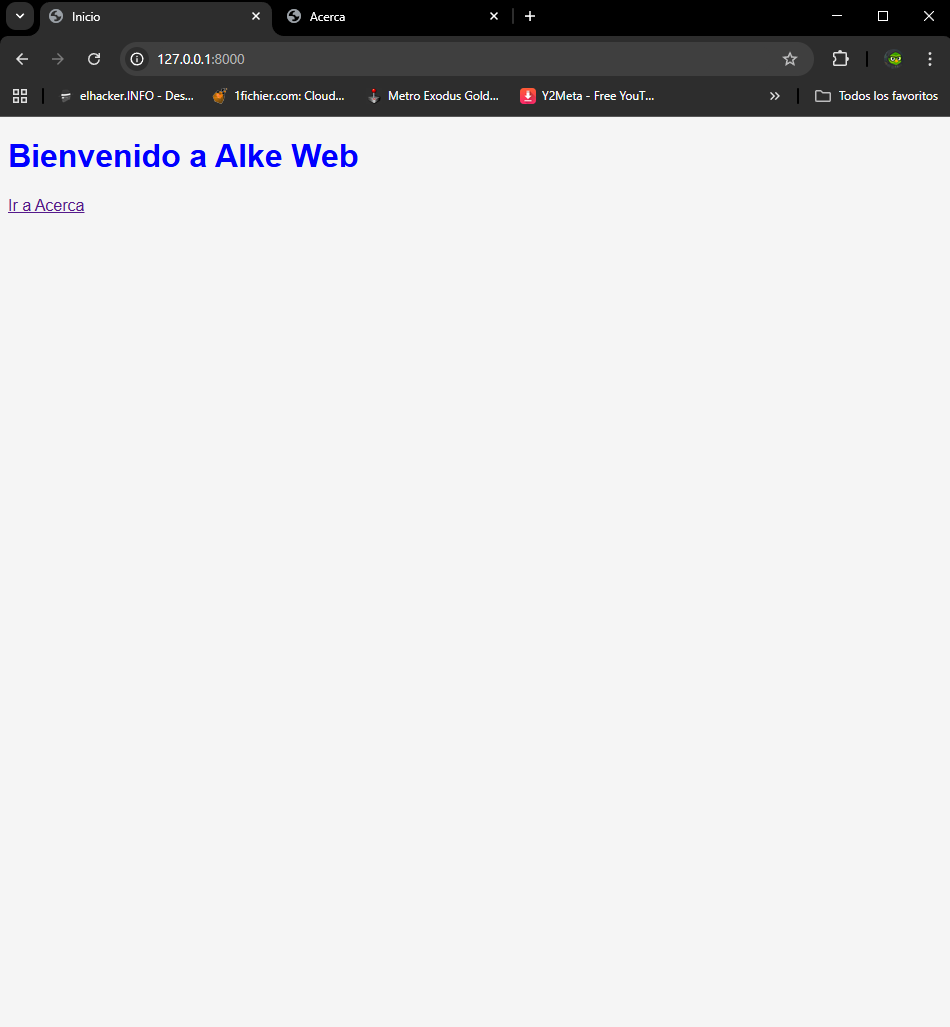 Inicio
Acerca
127.0.0.1:8000
elhacker.INFO - Des...
1fichier.com: Cloud...
Metro Exodus Gold...
Y2Meta - Free YouT...
Todos los favoritos
Bienvenido a Alke Web
Ir a Acerca